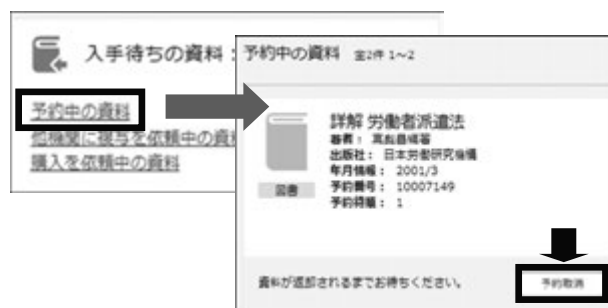 入手待ちの資料：
予約中の資料
他機関に複写を依頼中の資料
購入を依頼中の資料
予約中の資料 全2件 1～2
詳解 労働者派遣法
図書
出版社： 日本労働研究機構
年月情報： 2001/3
予約番号： 10007149
予約待順： 1
資料が返却されるまでお待ちください。
予約取消